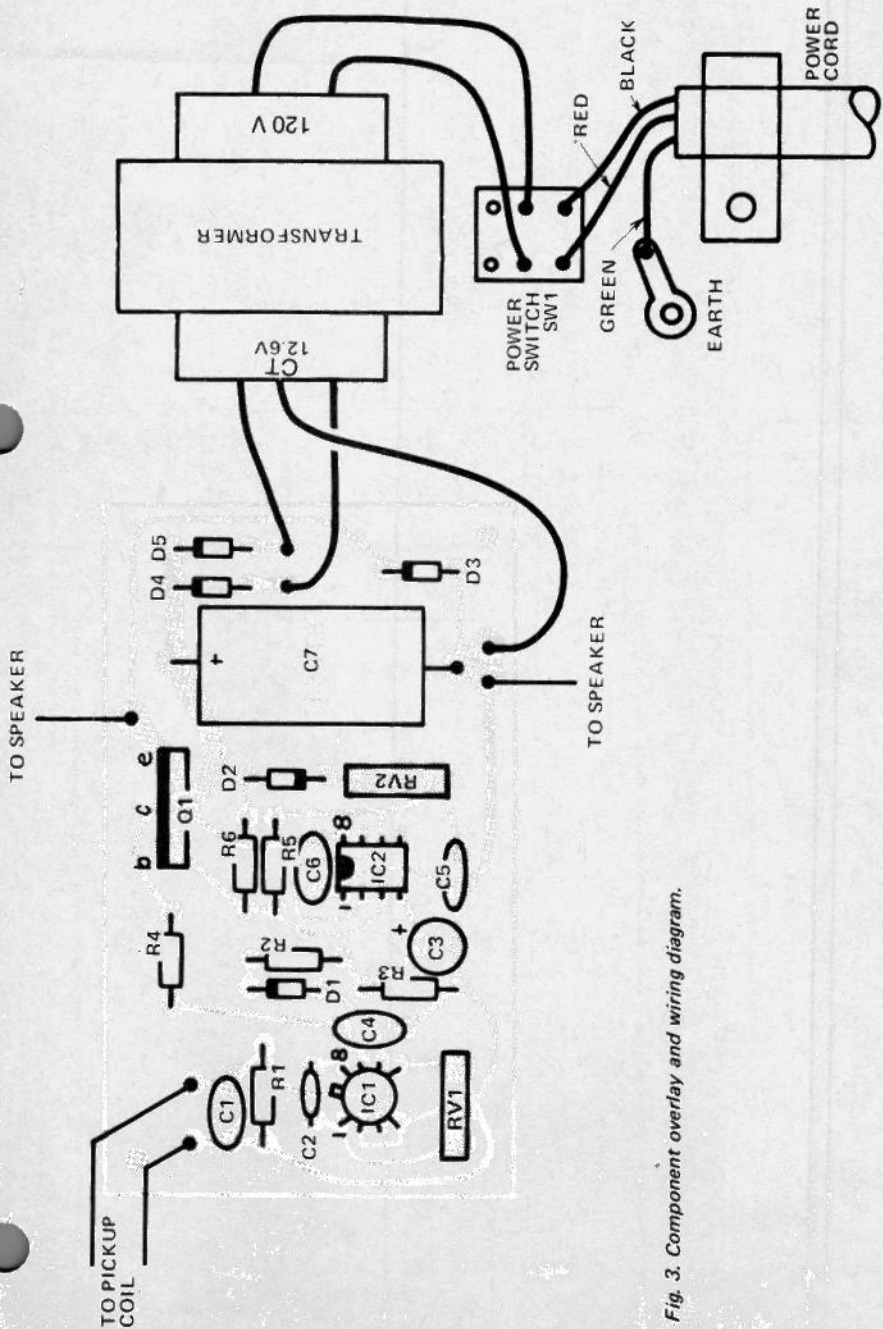 TO PICKUP
COIL
TO SPEAKER
b c e
Q1
R4
R6
R5
D2
C1
R1
C2
8
1
IC1
RV1
R2
D1
C4
R3
+
C3
C6
8
1
IC2
C5
RV2
+
C7
D4
D5
D3
TO SPEAKER
CT
12.6V
TRANSFORMER
120 V
POWER
SWITCH
SW1
RED
BLACK
GREEN
EARTH
POWER
CORD
Fig. 3. Component overlay and wiring diagram.